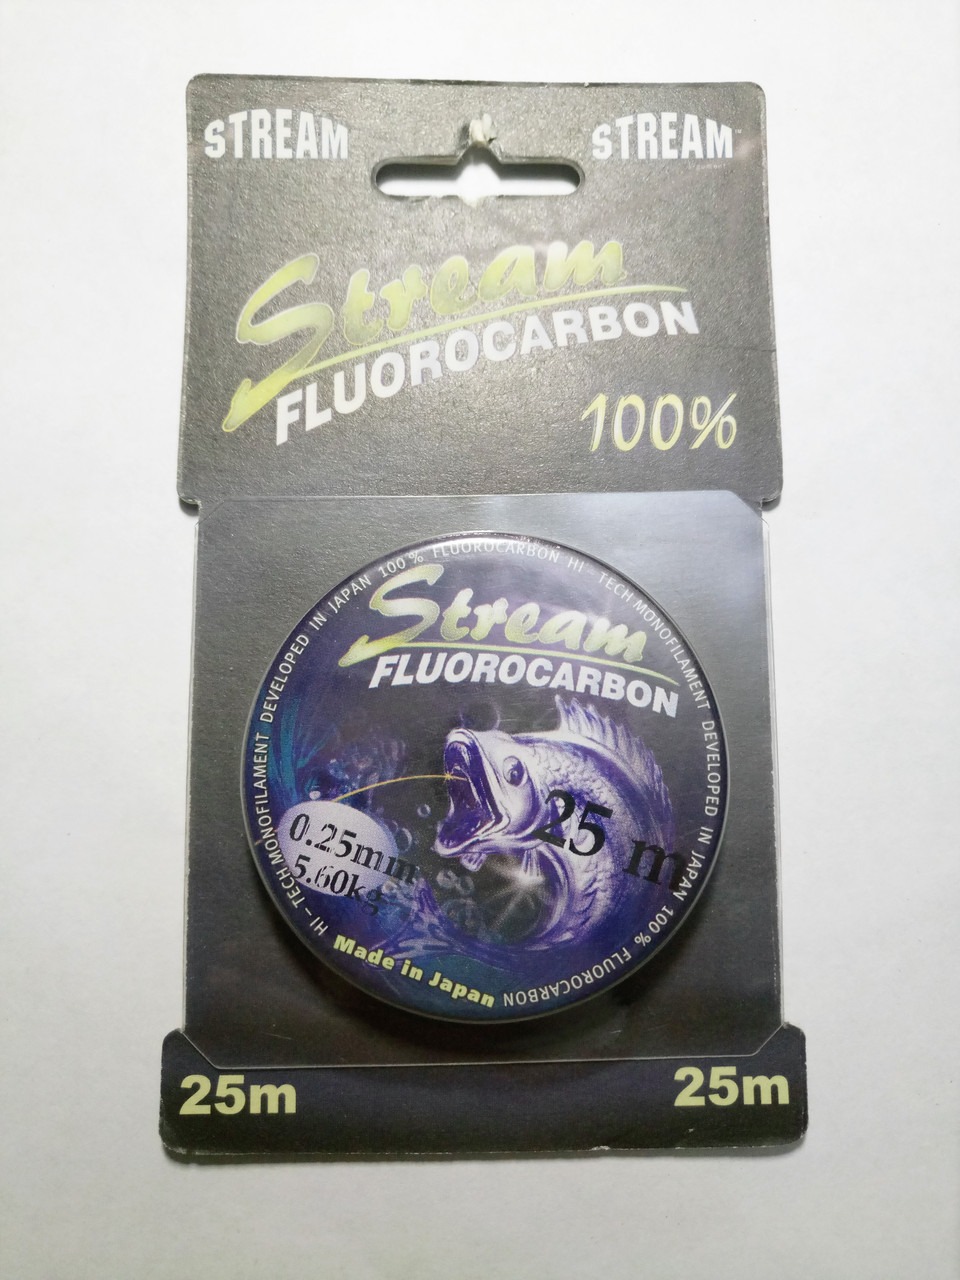 STREAM STREAM™
Stream
FLUOROCARBON
100%
DEVELOPED IN JAPAN 100% FLUOROCARBON HI TECH MONOFILAMENT DEVELOPED IN JAPAN 100% FLUOROCARBON
Stream
FLUOROCARBON
25 m
0.25mm
5.60kg
HI-TECH MONOFILAMENT
Made in Japan
25m 25m